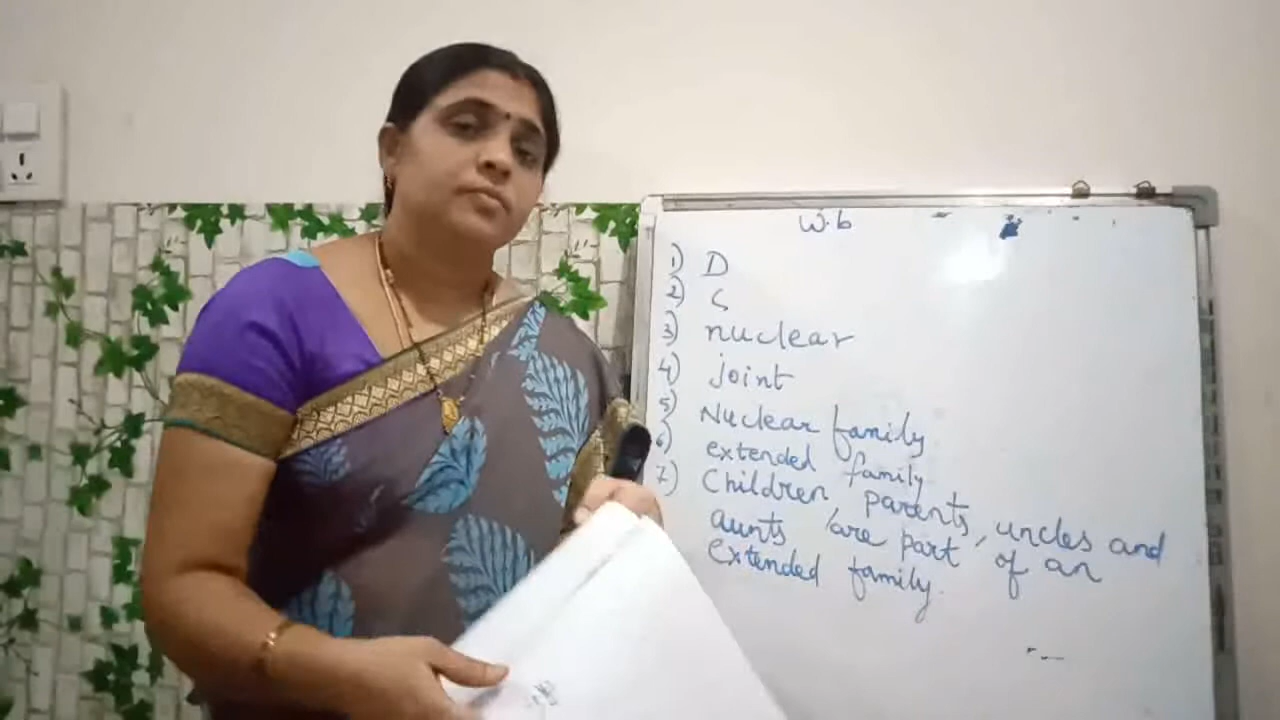 W.b
1) D
2) C
3) nuclear
4) joint
5) Nuclear family
6) extended family
7) Children parents, uncles and
aunts are part of an
extended family.